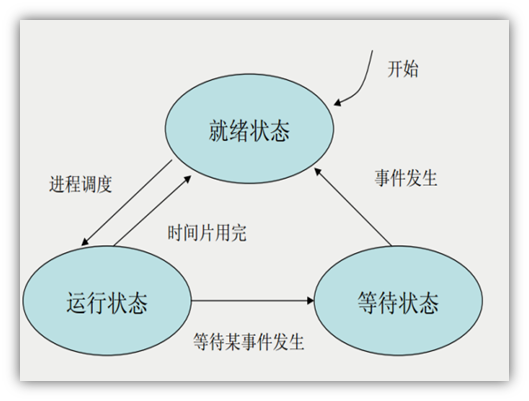 开始
就绪状态
进程调度
事件发生
时间片用完
运行状态
等待状态
等待某事件发生